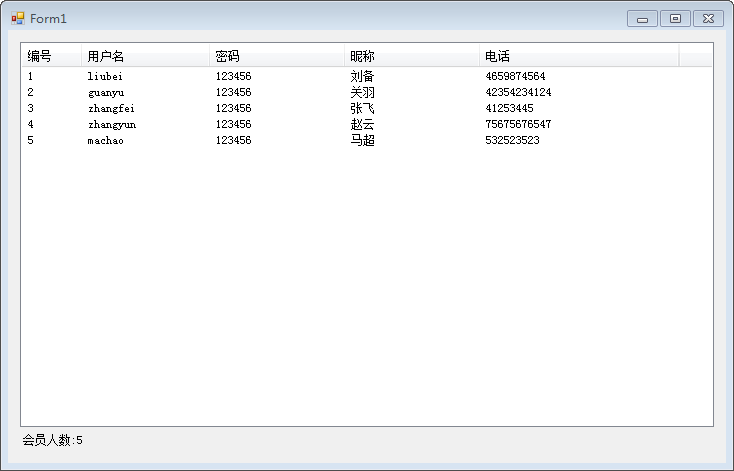 Form1
编号 用户名 密码 昵称 电话
1 liubei 123456 刘备 4659874564
2 guanyu 123456 关羽 42354234124
3 zhangfei 123456 张飞 41253445
4 zhangyun 123456 赵云 75675676547
5 machao 123456 马超 532523523
会员人数:5